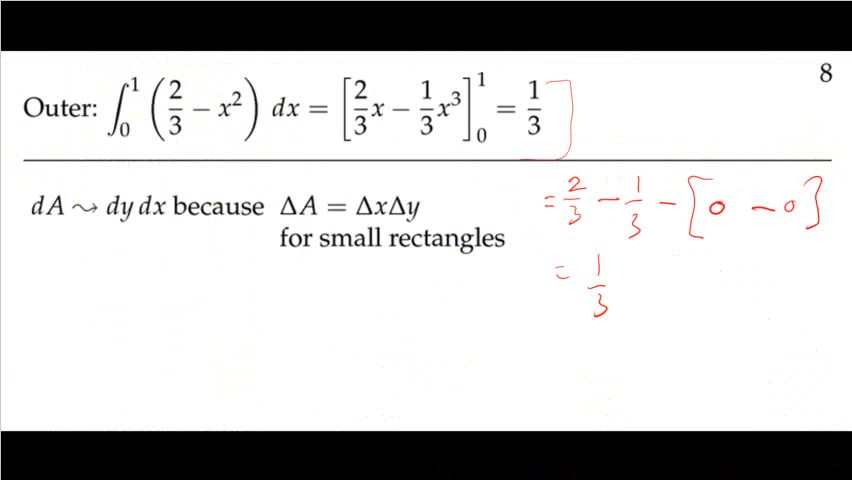 8
Outer: ∫₀¹ (2/3 − x²) dx = [2/3 x − 1/3 x³]₀¹ = 1/3
dA ⇝ dy dx because ΔA = ΔxΔy
for small rectangles
= 2/3 − 1/3 − [0 − 0]
= 1/3